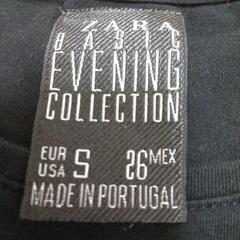 ZARA
BASIC
EVENING
COLLECTION
EUR
USA S 26 MEX
MADE IN PORTUGAL